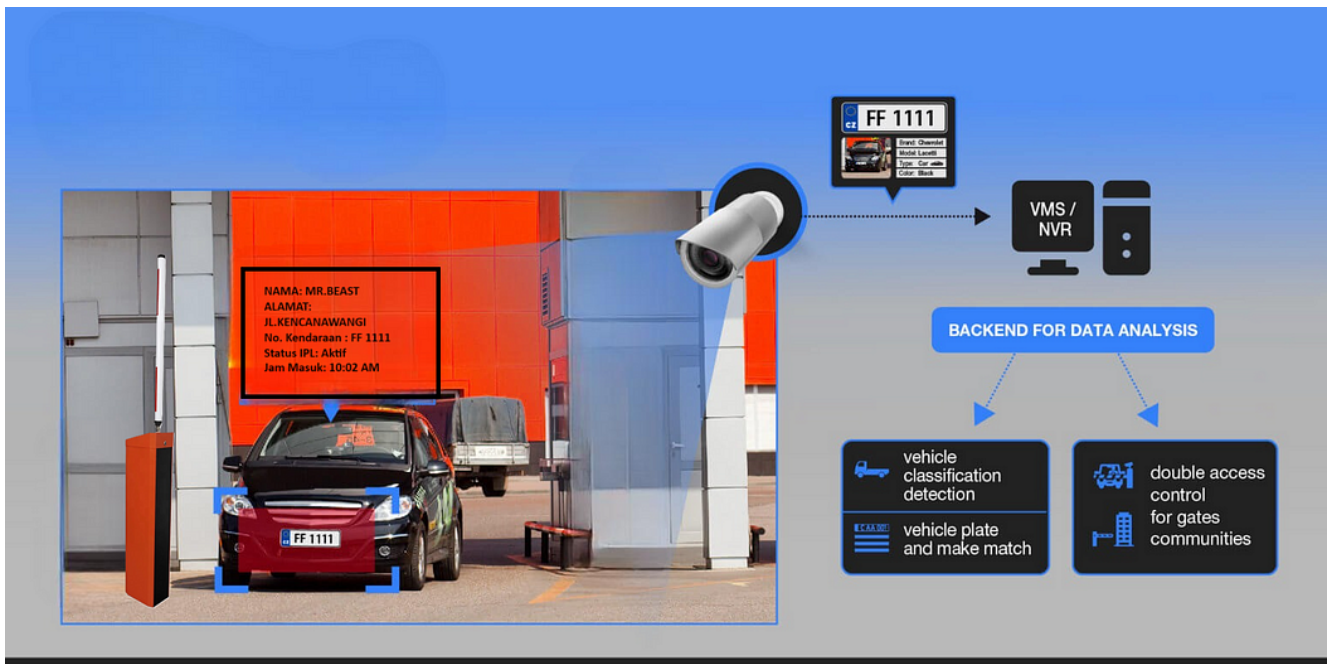 CZ FF 1111
Brand: Chevrolet
Model: Lacetti
Type: Car
Color: Black
VMS /
NVR
NAMA: MR.BEAST
ALAMAT:
JL.KENCANAWANGI
No. Kendaraan : FF 1111
Status IPL: Aktif
Jam Masuk: 10:02 AM
FF 1111
BACKEND FOR DATA ANALYSIS
vehicle
classification
detection
vehicle plate
and make match
double access
control
for gates
communities